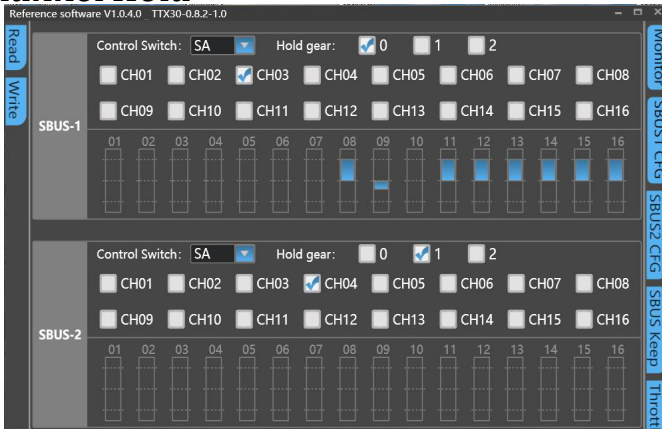 Reference software V1.0.4.0 _ TTX30-0.8.2-1.0
Read
Write
Control Switch: SA Hold gear: 0 1 2
CH01 CH02 CH03 CH04 CH05 CH06 CH07 CH08
CH09 CH10 CH11 CH12 CH13 CH14 CH15 CH16
SBUS-1
01 02 03 04 05 06 07 08 09 10 11 12 13 14 15 16
Control Switch: SA Hold gear: 0 1 2
CH01 CH02 CH03 CH04 CH05 CH06 CH07 CH08
CH09 CH10 CH11 CH12 CH13 CH14 CH15 CH16
SBUS-2
01 02 03 04 05 06 07 08 09 10 11 12 13 14 15 16
Monitor
SBUS1 CFG
SBUS2 CFG
SBUS Keep
Thrott